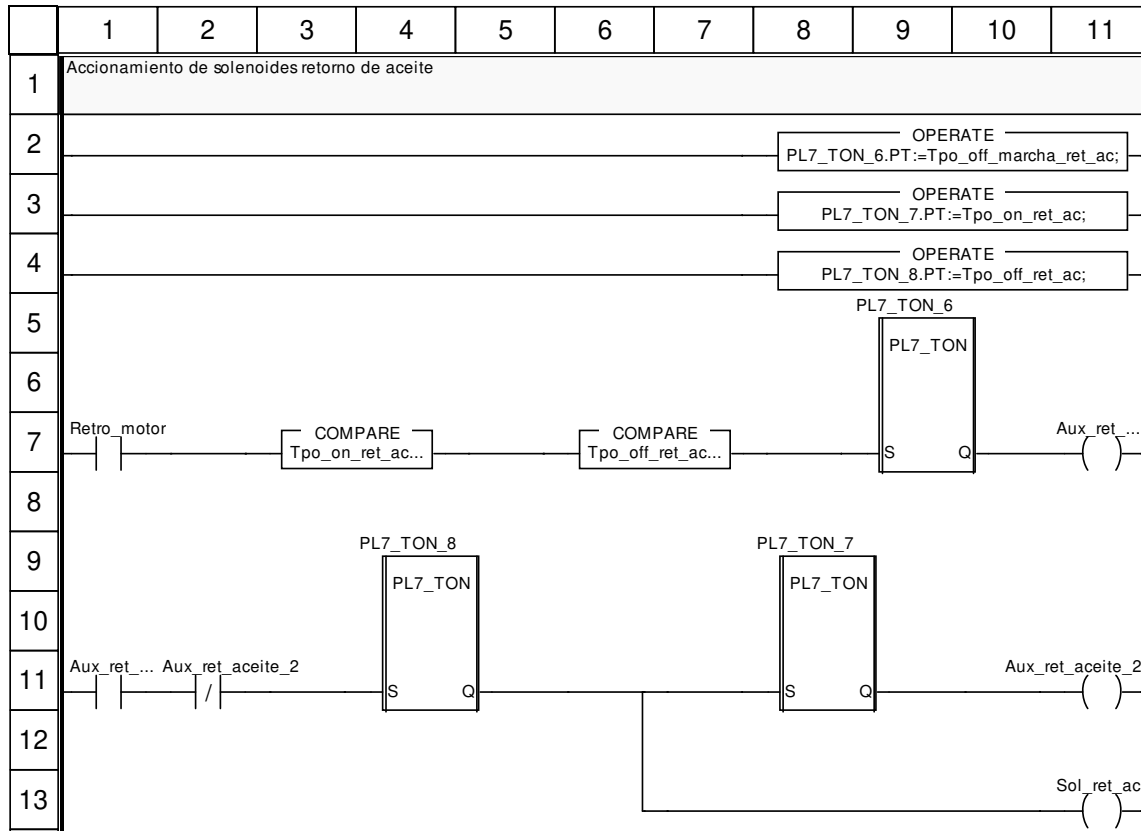 1 2 3 4 5 6 7 8 9 10 11
1 Accionamiento de solenoides retorno de aceite
2 OPERATE
PL7_TON_6.PT:=Tpo_off_marcha_ret_ac;
3 OPERATE
PL7_TON_7.PT:=Tpo_on_ret_ac;
4 OPERATE
PL7_TON_8.PT:=Tpo_off_ret_ac;
PL7_TON_6
5 PL7_TON
6
Retro_motor COMPARE COMPARE Aux_ret_...
7 Tpo_on_ret_ac... Tpo_off_ret_ac... S Q
8
PL7_TON_8 PL7_TON_7
9 PL7_TON PL7_TON
10
Aux_ret_... Aux_ret_aceite_2 Aux_ret_aceite_2
11 / S Q S Q
12
13 Sol_ret_ac